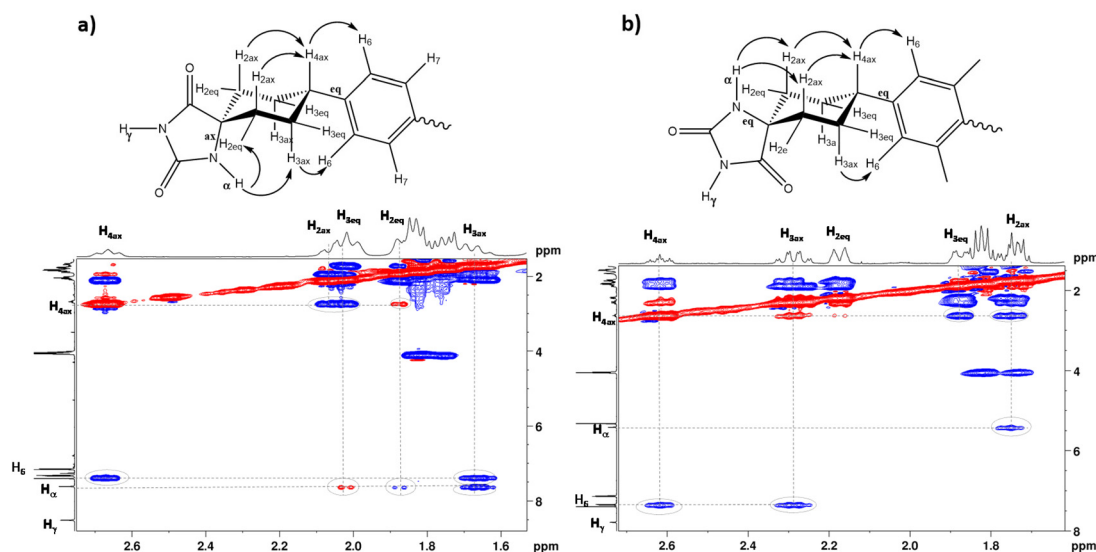 a)
H6
H4ax
H2ax
H2ax
H7
O
H2eq
eq
H3eq
Hγ
N
ax
H3ax
H3eq
H2eq
N
α
H
H3ax
H6
H7
O
b)
H6
H4ax
H2ax
H
α
H2ax
H2eq
N
eq
H3eq
O
eq
H3eq
H2e
H3a
H3ax
N
H6
O
H
γ
H4ax
H2ax
H3eq
H2eq
H3ax
ppm
2
H4ax
4
6
H6
Hα
8
Hγ
2.6
2.4
2.2
2.0
1.8
1.6
ppm
H4ax
H3ax
H2eq
H3eq
H2ax
ppm
2
H4ax
4
Hα
6
H6
Hγ
8
2.6
2.4
2.2
2.0
1.8
ppm